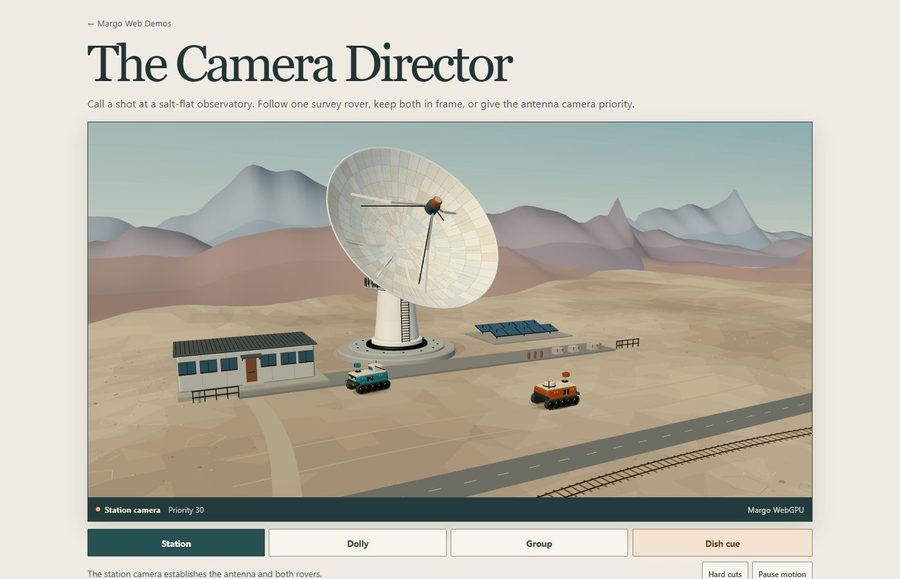 ← Margo Web Demos
The Camera Director
Call a shot at a salt-flat observatory. Follow one survey rover, keep both in frame, or give the antenna camera priority.
Station camera Priority 30 Margo WebGPU
Station Dolly Group Dish cue
The station camera establishes the antenna and both rovers. Hard cuts Pause motion